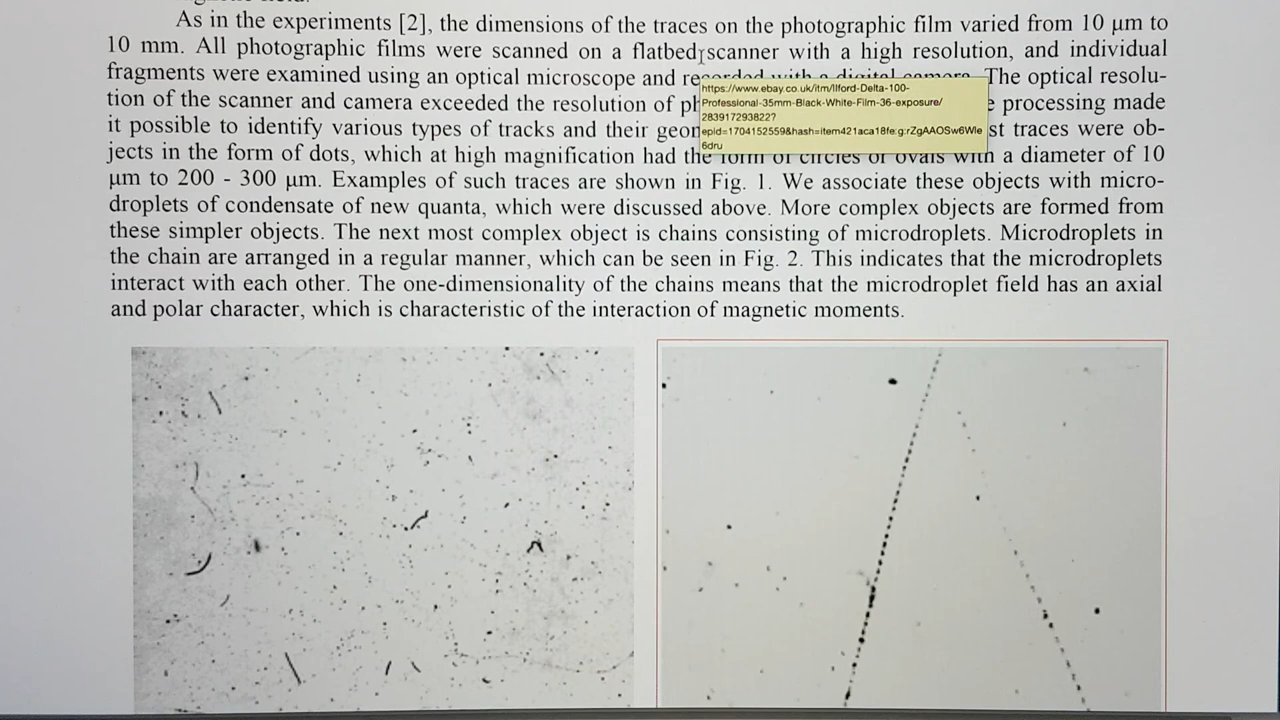 As in the experiments [2], the dimensions of the traces on the photographic film varied from 10 μm to
10 mm. All photographic films were scanned on a flatbed scanner with a high resolution, and individual
fragments were examined using an optical microscope and recorded with a digital camera. The optical resolu-
tion of the scanner and camera exceeded the resolution of
https://www.ebay.co.uk/itm/Ilford-Delta-100-
Professional-35mm-Black-White-Film-36-exposure/
283917293822?
epid=1704152559&hash=item421aca18fe:g:rZgAAOSw6Wle
6dru
processing made
it possible to identify various types of tracks and their
traces were ob-
jects in the form of dots, which at high magnification had the form of circles or ovals with a diameter of 10
μm to 200 - 300 μm. Examples of such traces are shown in Fig. 1. We associate these objects with micro-
droplets of condensate of new quanta, which were discussed above. More complex objects are formed from
these simpler objects. The next most complex object is chains consisting of microdroplets. Microdroplets in
the chain are arranged in a regular manner, which can be seen in Fig. 2. This indicates that the microdroplets
interact with each other. The one-dimensionality of the chains means that the microdroplet field has an axial
and polar character, which is characteristic of the interaction of magnetic moments.